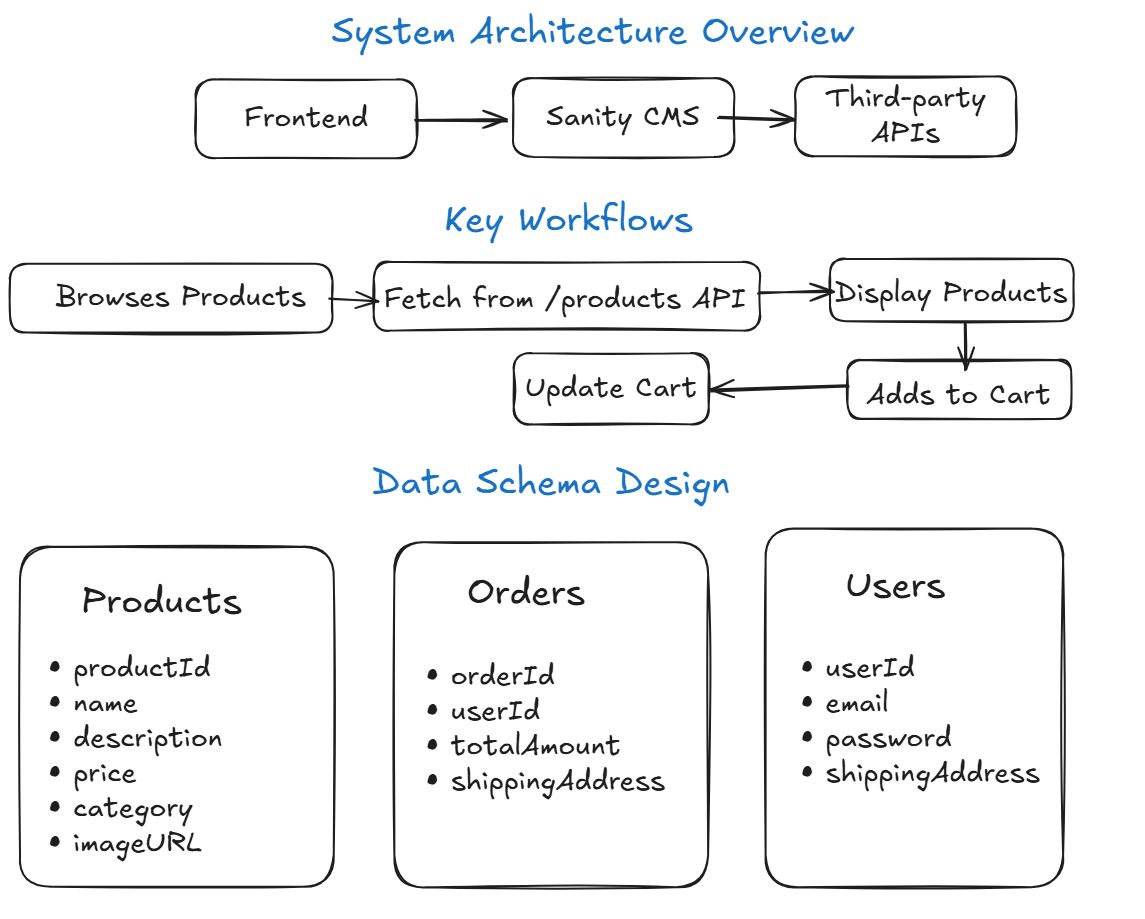 System Architecture Overview
Frontend
Sanity CMS
Third-party
APIs
Key Workflows
Browses Products
Fetch from /products API
Display Products
Adds to Cart
Update Cart
Data Schema Design
Products
• productId
• name
• description
• price
• category
• imageURL
Orders
• orderId
• userId
• totalAmount
• shippingAddress
Users
• userId
• email
• password
• shippingAddress